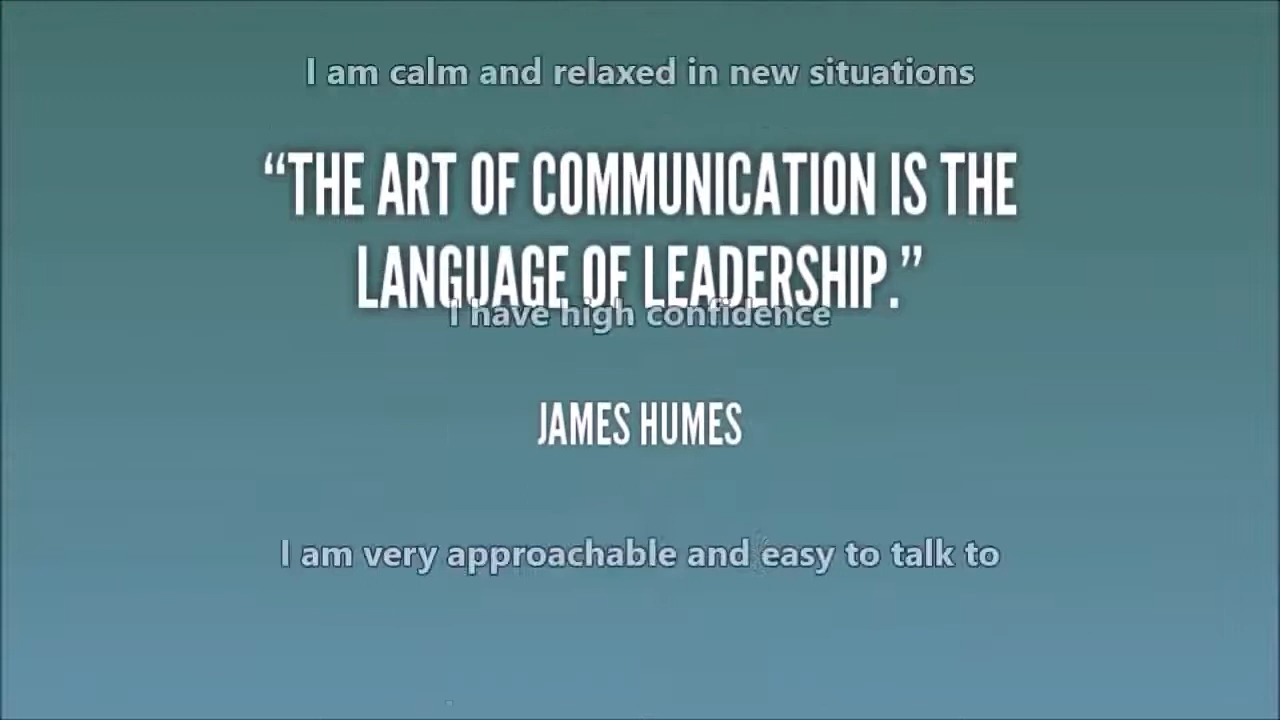 I am calm and relaxed in new situations
“THE ART OF COMMUNICATION IS THE
LANGUAGE OF LEADERSHIP.”
I have high confidence
JAMES HUMES
I am very approachable and easy to talk to